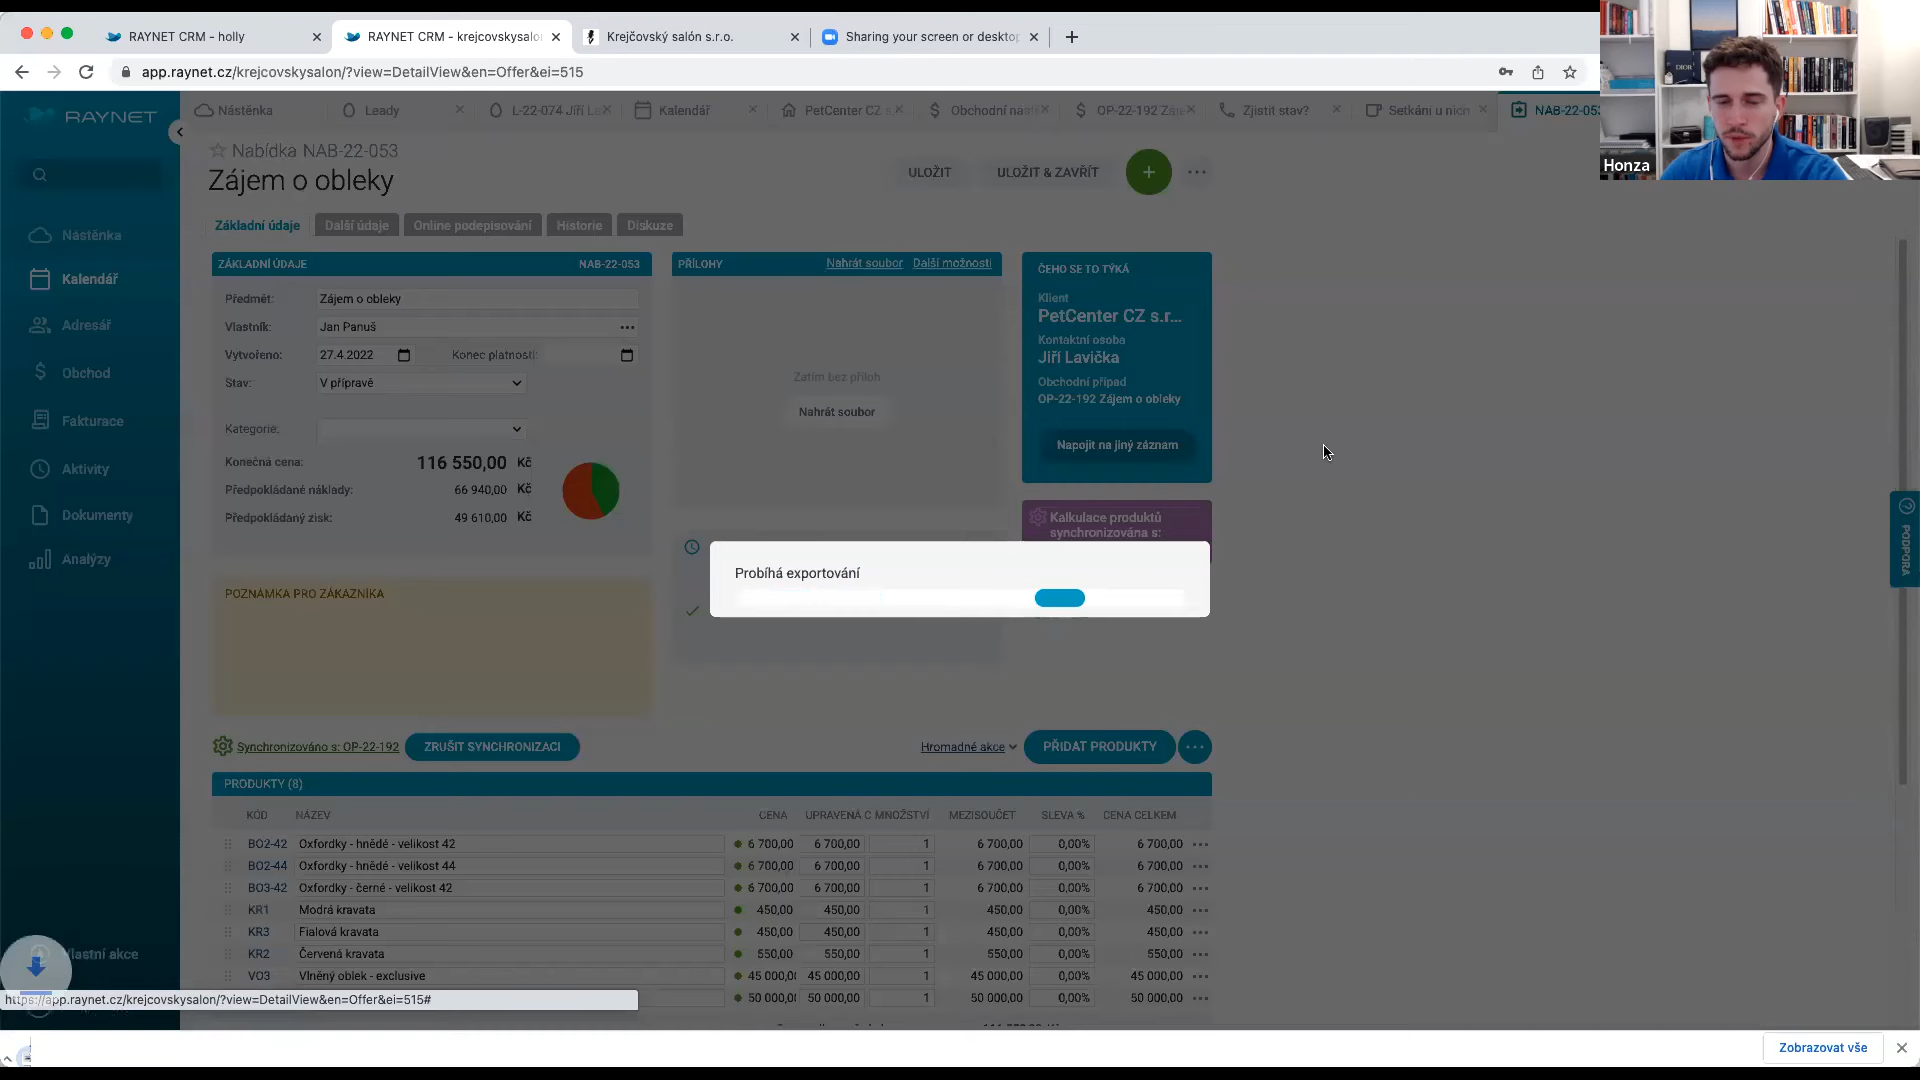 RAYNET CRM - holly
RAYNET CRM - krejcovskysalon
Krejčovský salón s.r.o.
Sharing your screen or desktop
app.raynet.cz/krejcovskysalon/?view=DetailView&en=Offer&ei=515
RAYNET
Nástěnka
Leady
L-22-074 Jiří La
Kalendář
PetCenter CZ s.
Obchodní
OP-22-192
Zjistit stav?
Setkání u nich
NAB-22-053
Honza
Nabídka NAB-22-053
Zájem o obleky
ULOŽIT
ULOŽIT & ZAVŘÍT
Základní údaje
Další údaje
Online podepisování
Historie
Diskuze
Nástěnka
Kalendář
Adresář
Obchod
Fakturace
Aktivity
Dokumenty
Analýzy
Vlastní akce
ZÁKLADNÍ ÚDAJE
NAB-22-053
Předmět:
Zájem o obleky
Vlastník:
Jan Panuš
Vytvořeno:
27.4.2022
Konec platnosti:
Stav:
V přípravě
Kategorie:
Konečná cena:
116 550,00 Kč
Předpokládané náklady:
66 940,00 Kč
Předpokládaný zisk:
49 610,00 Kč
PŘÍLOHY
Nahrát soubor
Další možnosti
Zatím bez příloh
Nahrát soubor
ČEHO SE TO TÝKÁ
Klient
PetCenter CZ s.r...
Kontaktní osoba
Jiří Lavička
Obchodní případ
OP-22-192 Zájem o obleky
Napojit na jiný záznam
Kalkulace produktů
synchronizována s:
PODPORA
Probíhá exportování
POZNÁMKA PRO ZÁKAZNÍKA
Synchronizováno s: OP-22-192
ZRUŠIT SYNCHRONIZACI
Hromadné akce
PŘIDAT PRODUKTY
PRODUKTY (8)
KÓD NÁZEV CENA UPRAVENÁ C MNOŽSTVÍ MEZISOUČET SLEVA % CENA CELKEM
BO2-42 Oxfordky - hnědé - velikost 42 6 700,00 6 700,00 1 6 700,00 0,00% 6 700,00
BO2-44 Oxfordky - hnědé - velikost 44 6 700,00 6 700,00 1 6 700,00 0,00% 6 700,00
BO3-42 Oxfordky - černé - velikost 42 6 700,00 6 700,00 1 6 700,00 0,00% 6 700,00
KR1 Modrá kravata 450,00 450,00 1 450,00 0,00% 450,00
KR3 Fialová kravata 450,00 450,00 1 450,00 0,00% 450,00
KR2 Červená kravata 550,00 550,00 1 550,00 0,00% 550,00
VO3 Vlněný oblek - exclusive 45 000,00 45 000,00 1 45 000,00 0,00% 45 000,00
50 000,00 50 000,00 1 50 000,00 0,00% 50 000,00
https://app.raynet.cz/krejcovskysalon/?view=DetailView&en=Offer&ei=515#
Zobrazovat vše